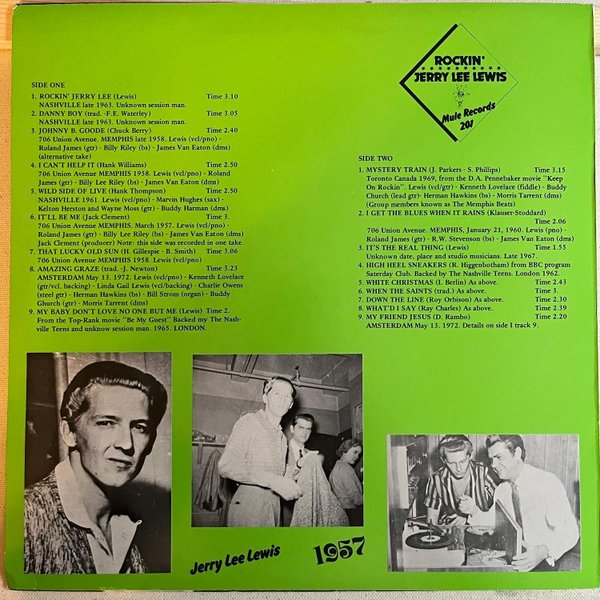 ROCKIN'
JERRY LEE LEWIS
Mule Records
201
SIDE ONE
1. ROCKIN' JERRY LEE (Lewis) Time 3.10
NASHVILLE late 1963. Unknown session man.
2. DANNY BOY (trad. -F.E. Waterley) Time 3.05
NASHVILLE late 1963. Unknown session man.
3. JOHNNY B. GOODE (Chuck Berry) Time 2.40
706 Union Avenue. MEMPHIS late 1958. Lewis (vcl/pno) -
Roland James (gtr) - Billy Riley (bs) - James Van Eaton (dms)
(alternative take)
4. I CAN'T HELP IT (Hank Williams) Time 2.50
706 Union Avenue MEMPHIS 1958. Lewis (vcl/pno) - Roland
James (gtr) - Billy Lee Riley (bs) - James Van Eaton (dms)
5. WILD SIDE OF LIVE (Hank Thompson) Time 2.50
NASHVILLE 1961. Lewis (vcl/pno) - Marvin Hughes (sax) -
Kelton Herston and Wayne Moss (gtr) - Buddy Harman (dms)
6. IT'LL BE ME (Jack Clement) Time 3.
706 Union Avenue. MEMPHIS. March 1957. Lewis (vcl/pno) -
Roland James (gtr) - Billy Lee Riley (bs) - James Van Eaton (dms)
Jack Clement (producer) Note: this side was recorded in one take.
7. THAT LUCKY OLD SUN (H. Gillespie - B. Smith) Time 3.06
706 Union Avenue MEMPHIS 1958. Lewis (vcl/pno)
8. AMAZING GRAZE (trad. -J. Newton) Time 3.23
AMSTERDAM May 13. 1972. Lewis (vcl/pno) - Kenneth Lovelace
(gtr/vcl. backing) - Linda Gail Lewis (vcl/backing) - Charlie Owens
(steel gtr) - Herman Hawkins (bs) - Bill Strom (organ) - Buddy
Church (gtr) - Morris Tarrent (dms)
9. MY BABY DON'T LOVE NO ONE BUT ME (Lewis) Time 2.
From the Top-Rank movie "Be My Guest" Backed my The Nash-
ville Teens and unknow session man. 1965. LONDON.
SIDE TWO
1. MYSTERY TRAIN (J. Parkers - S. Phillips) Time 3.15
Toronto Canada 1969, from the D.A. Pennebaker movie "Keep
On Rockin". Lewis (vcl/gtr) - Kenneth Lovelace (fiddle) - Buddy
Church (lead gtr) - Herman Hawkins (bs) - Morris Tarrent (dms)
(Group members known as The Memphis Beats)
2. I GET THE BLUES WHEN IT RAINS (Klauser-Stoddard)
Time 2.06
706 Union Avenue. MEMPHIS, January 21, 1960. Lewis (vcl/pno) -
Roland James (gtr) - R.W. Stevenson (bs) - James Van Eaton (dms)
3. IT'S THE REAL THING (Lewis) Time 1.55
Unknown date, place and studio musicians. Late 1967.
4. HIGH HEEL SNEAKERS (R. Higgenbotham) from BBC program
Saterday Club. Backed by The Nashville Teens. London 1962.
5. WHITE CHRISTMAS (I. Berlin) As above. Time 2.43
6. WHEN THE SAINTS (trad.) As above. Time 3.
7. DOWN THE LINE (Roy Orbison) As above. Time 2.30
8. WHAT'D I SAY (Ray Charles) As above. Time 2.39
9. MY FRIEND JESUS (D. Rambo) Time 2.20
AMSTERDAM May 13. 1972. Details on side I track 9.
Jerry Lee Lewis
1957